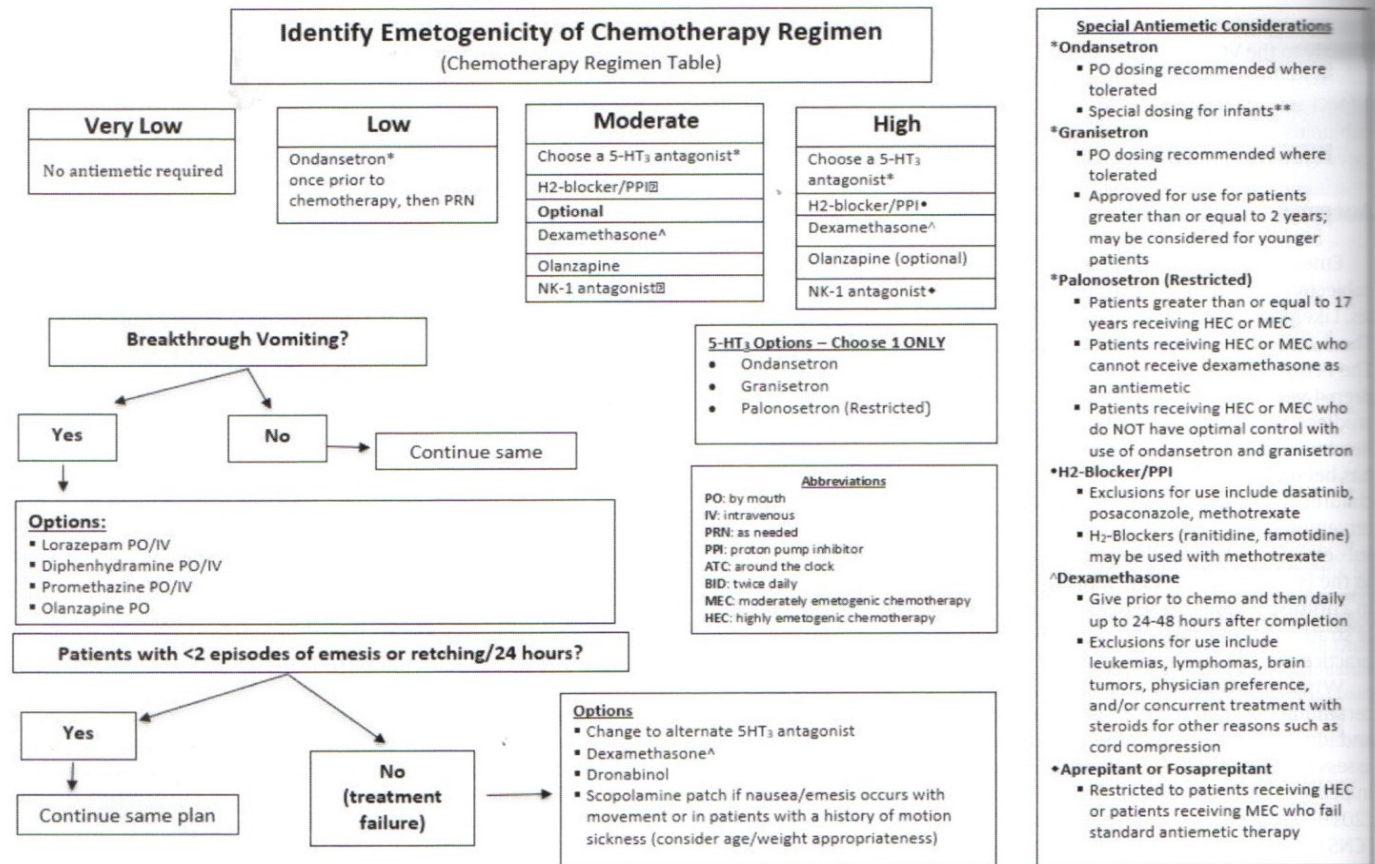 Identify Emetogenicity of Chemotherapy Regimen
(Chemotherapy Regimen Table)
Very Low
No antiemetic required
Low
Ondansetron*
once prior to
chemotherapy, then PRN
Moderate
Choose a 5-HT₃ antagonist*
H2-blocker/PPI⍰
Optional
Dexamethasone^
Olanzapine
NK-1 antagonist⍰
High
Choose a 5-HT₃
antagonist*
H2-blocker/PPI•
Dexamethasone^
Olanzapine (optional)
NK-1 antagonist⬥
Breakthrough Vomiting?
Yes
No
Continue same
Options:
▪ Lorazepam PO/IV
▪ Diphenhydramine PO/IV
▪ Promethazine PO/IV
▪ Olanzapine PO
5-HT₃ Options – Choose 1 ONLY
• Ondansetron
• Granisetron
• Palonosetron (Restricted)
Abbreviations
PO: by mouth
IV: intravenous
PRN: as needed
PPI: proton pump inhibitor
ATC: around the clock
BID: twice daily
MEC: moderately emetogenic chemotherapy
HEC: highly emetogenic chemotherapy
Patients with <2 episodes of emesis or retching/24 hours?
Yes
Continue same plan
No
(treatment
failure)
Options
▪ Change to alternate 5HT₃ antagonist
▪ Dexamethasone^
▪ Dronabinol
▪ Scopolamine patch if nausea/emesis occurs with
movement or in patients with a history of motion
sickness (consider age/weight appropriateness)
Special Antiemetic Considerations
*Ondansetron
▪ PO dosing recommended where
tolerated
▪ Special dosing for infants**
*Granisetron
▪ PO dosing recommended where
tolerated
▪ Approved for use for patients
greater than or equal to 2 years;
may be considered for younger
patients
*Palonosetron (Restricted)
▪ Patients greater than or equal to 17
years receiving HEC or MEC
▪ Patients receiving HEC or MEC who
cannot receive dexamethasone as
an antiemetic
▪ Patients receiving HEC or MEC who
do NOT have optimal control with
use of ondansetron and granisetron
•H2-Blocker/PPI
▪ Exclusions for use include dasatinib,
posaconazole, methotrexate
▪ H₂-Blockers (ranitidine, famotidine)
may be used with methotrexate
^Dexamethasone
▪ Give prior to chemo and then daily
up to 24-48 hours after completion
▪ Exclusions for use include
leukemias, lymphomas, brain
tumors, physician preference,
and/or concurrent treatment with
steroids for other reasons such as
cord compression
⬥Aprepitant or Fosaprepitant
▪ Restricted to patients receiving HEC
or patients receiving MEC who fail
standard antiemetic therapy